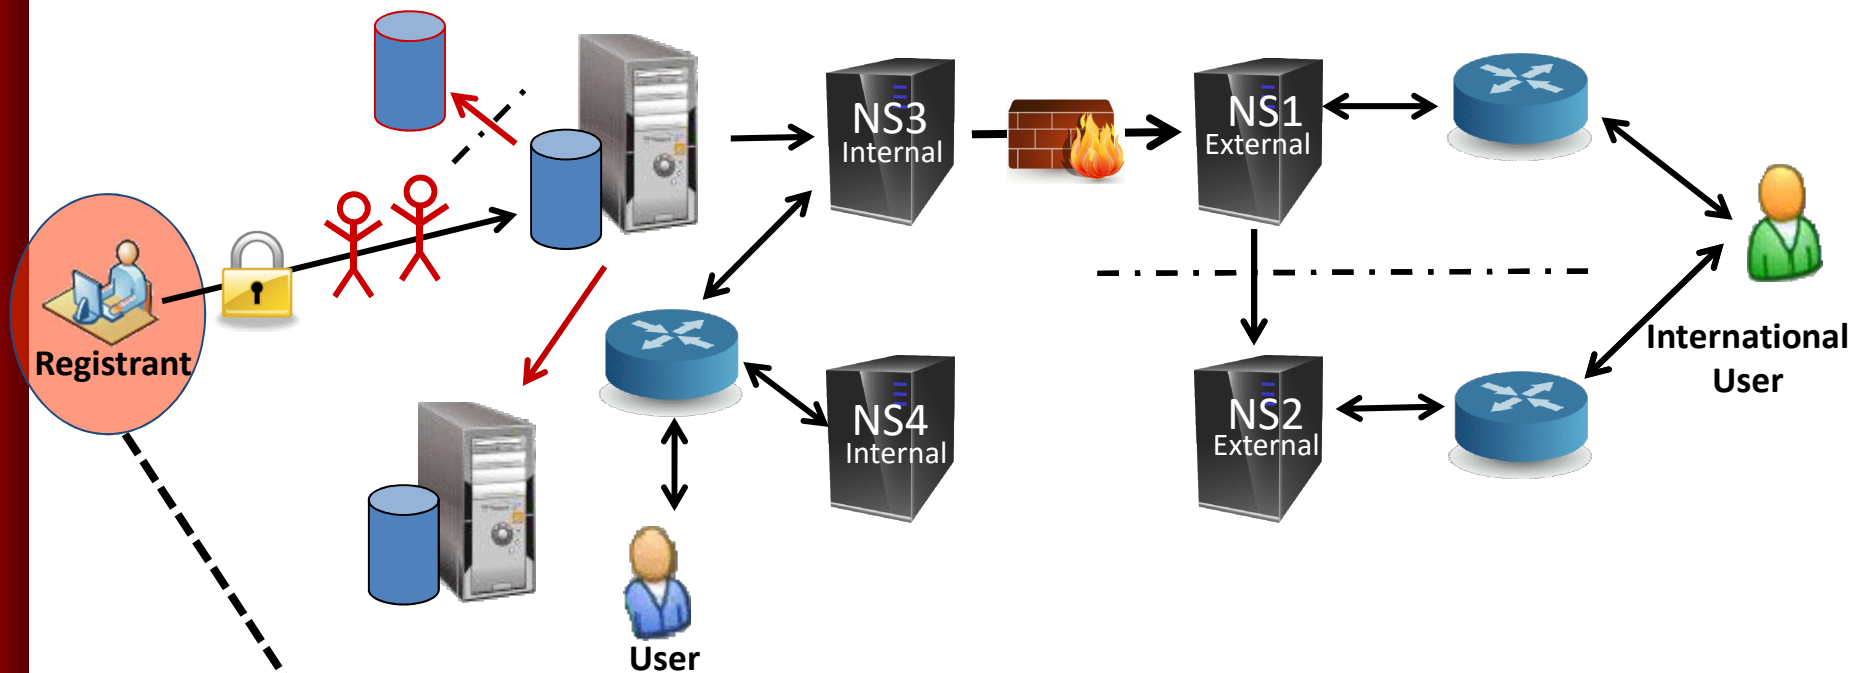 NS3
Internal
NS1
External
Registrant
International
User
NS4
Internal
NS2
External
User